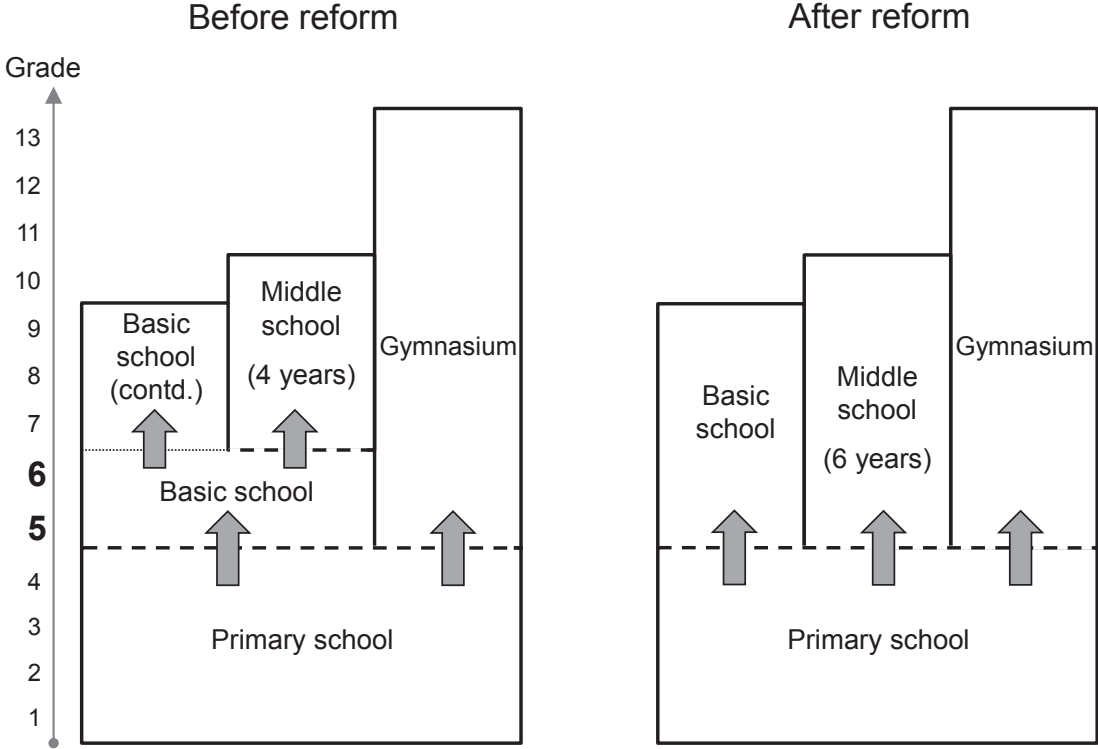 Before reform
Grade
13
12
11
10
9
8
7
6
5
4
3
2
1
Basic
school
(contd.)
Middle
school
(4 years)
Gymnasium
Basic school
Primary school
After reform
Basic
school
Middle
school
(6 years)
Gymnasium
Primary school